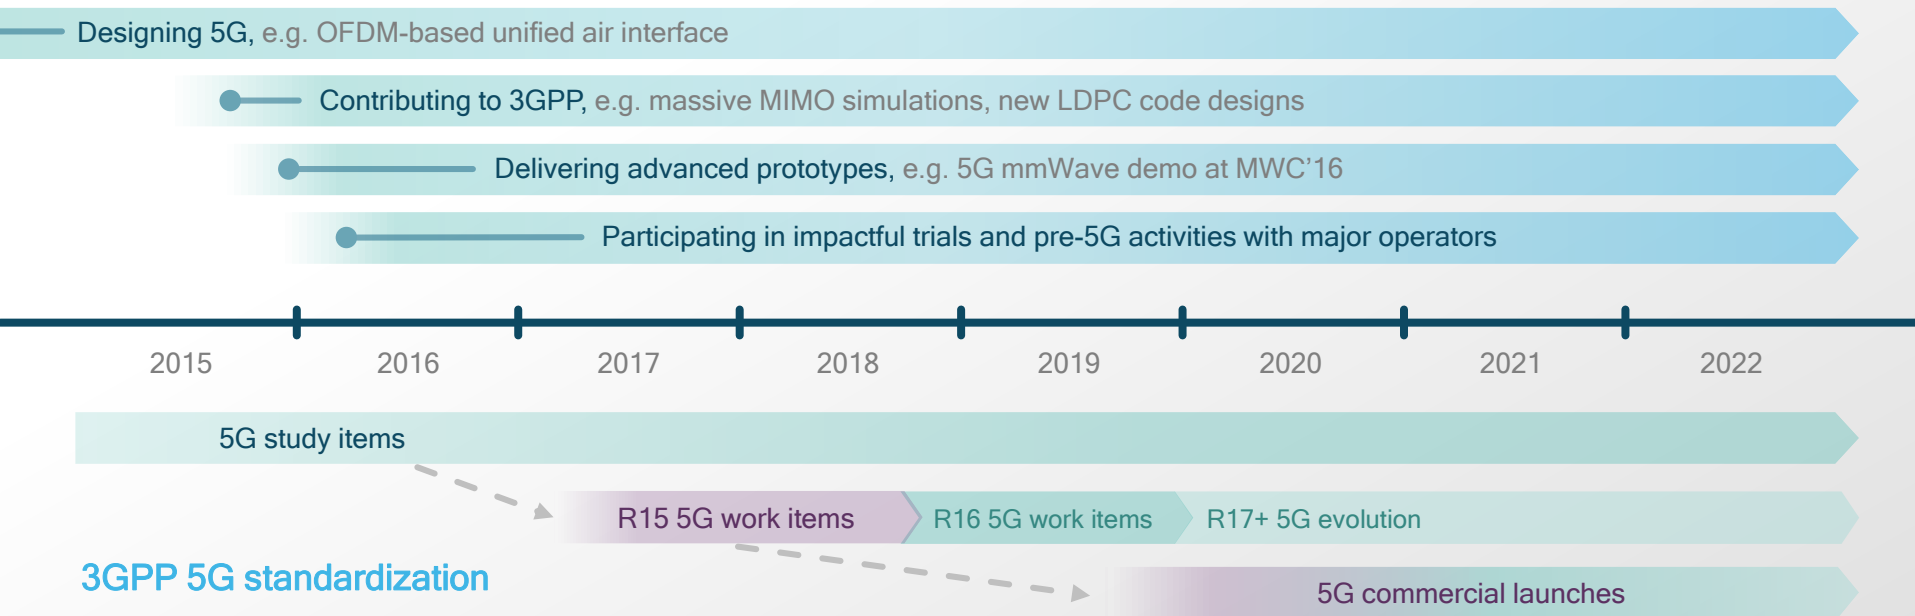 Designing 5G, e.g. OFDM-based unified air interface
Contributing to 3GPP, e.g. massive MIMO simulations, new LDPC code designs
Delivering advanced prototypes, e.g. 5G mmWave demo at MWC’16
Participating in impactful trials and pre-5G activities with major operators
2015 2016 2017 2018 2019 2020 2021 2022
5G study items
R15 5G work items R16 5G work items R17+ 5G evolution
3GPP 5G standardization
5G commercial launches